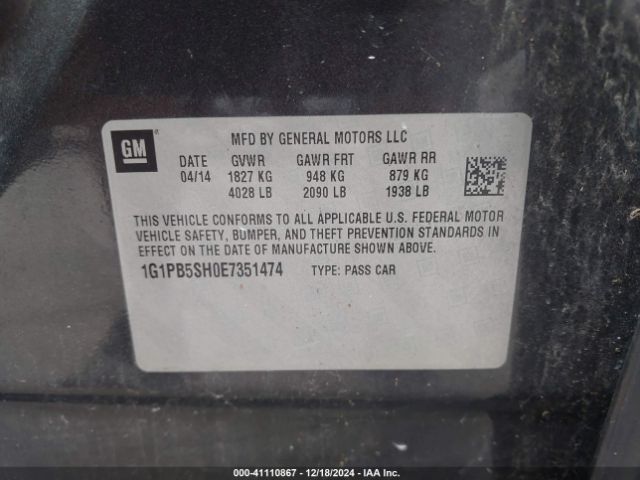 GM
MFD BY GENERAL MOTORS LLC
DATE GVWR GAWR FRT GAWR RR
04/14 1827 KG 948 KG 879 KG
4028 LB 2090 LB 1938 LB
THIS VEHICLE CONFORMS TO ALL APPLICABLE U.S. FEDERAL MOTOR
VEHICLE SAFETY, BUMPER, AND THEFT PREVENTION STANDARDS IN
EFFECT ON THE DATE OF MANUFACTURE SHOWN ABOVE.
1G1PB5SH0E7351474 TYPE: PASS CAR
000-41110867 • 12/18/2024 • IAA Inc.